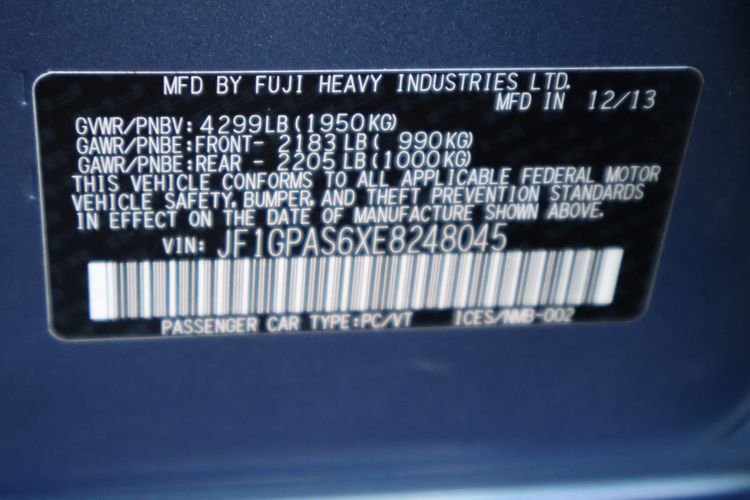 MFD BY FUJI HEAVY INDUSTRIES LTD.
MFD IN 12/13
GVWR/PNBV: 4299LB(1950KG)
GAWR/PNBE:FRONT- 2183LB( 990KG)
GAWR/PNBE:REAR - 2205LB(1000KG)
THIS VEHICLE CONFORMS TO ALL APPLICABLE FEDERAL MOTOR
VEHICLE SAFETY, BUMPER, AND THEFT PREVENTION STANDARDS
IN EFFECT ON THE DATE OF MANUFACTURE SHOWN ABOVE.
VIN: JF1GPAS6XE8248045
PASSENGER CAR TYPE:PC/VT ICES/NMB-002